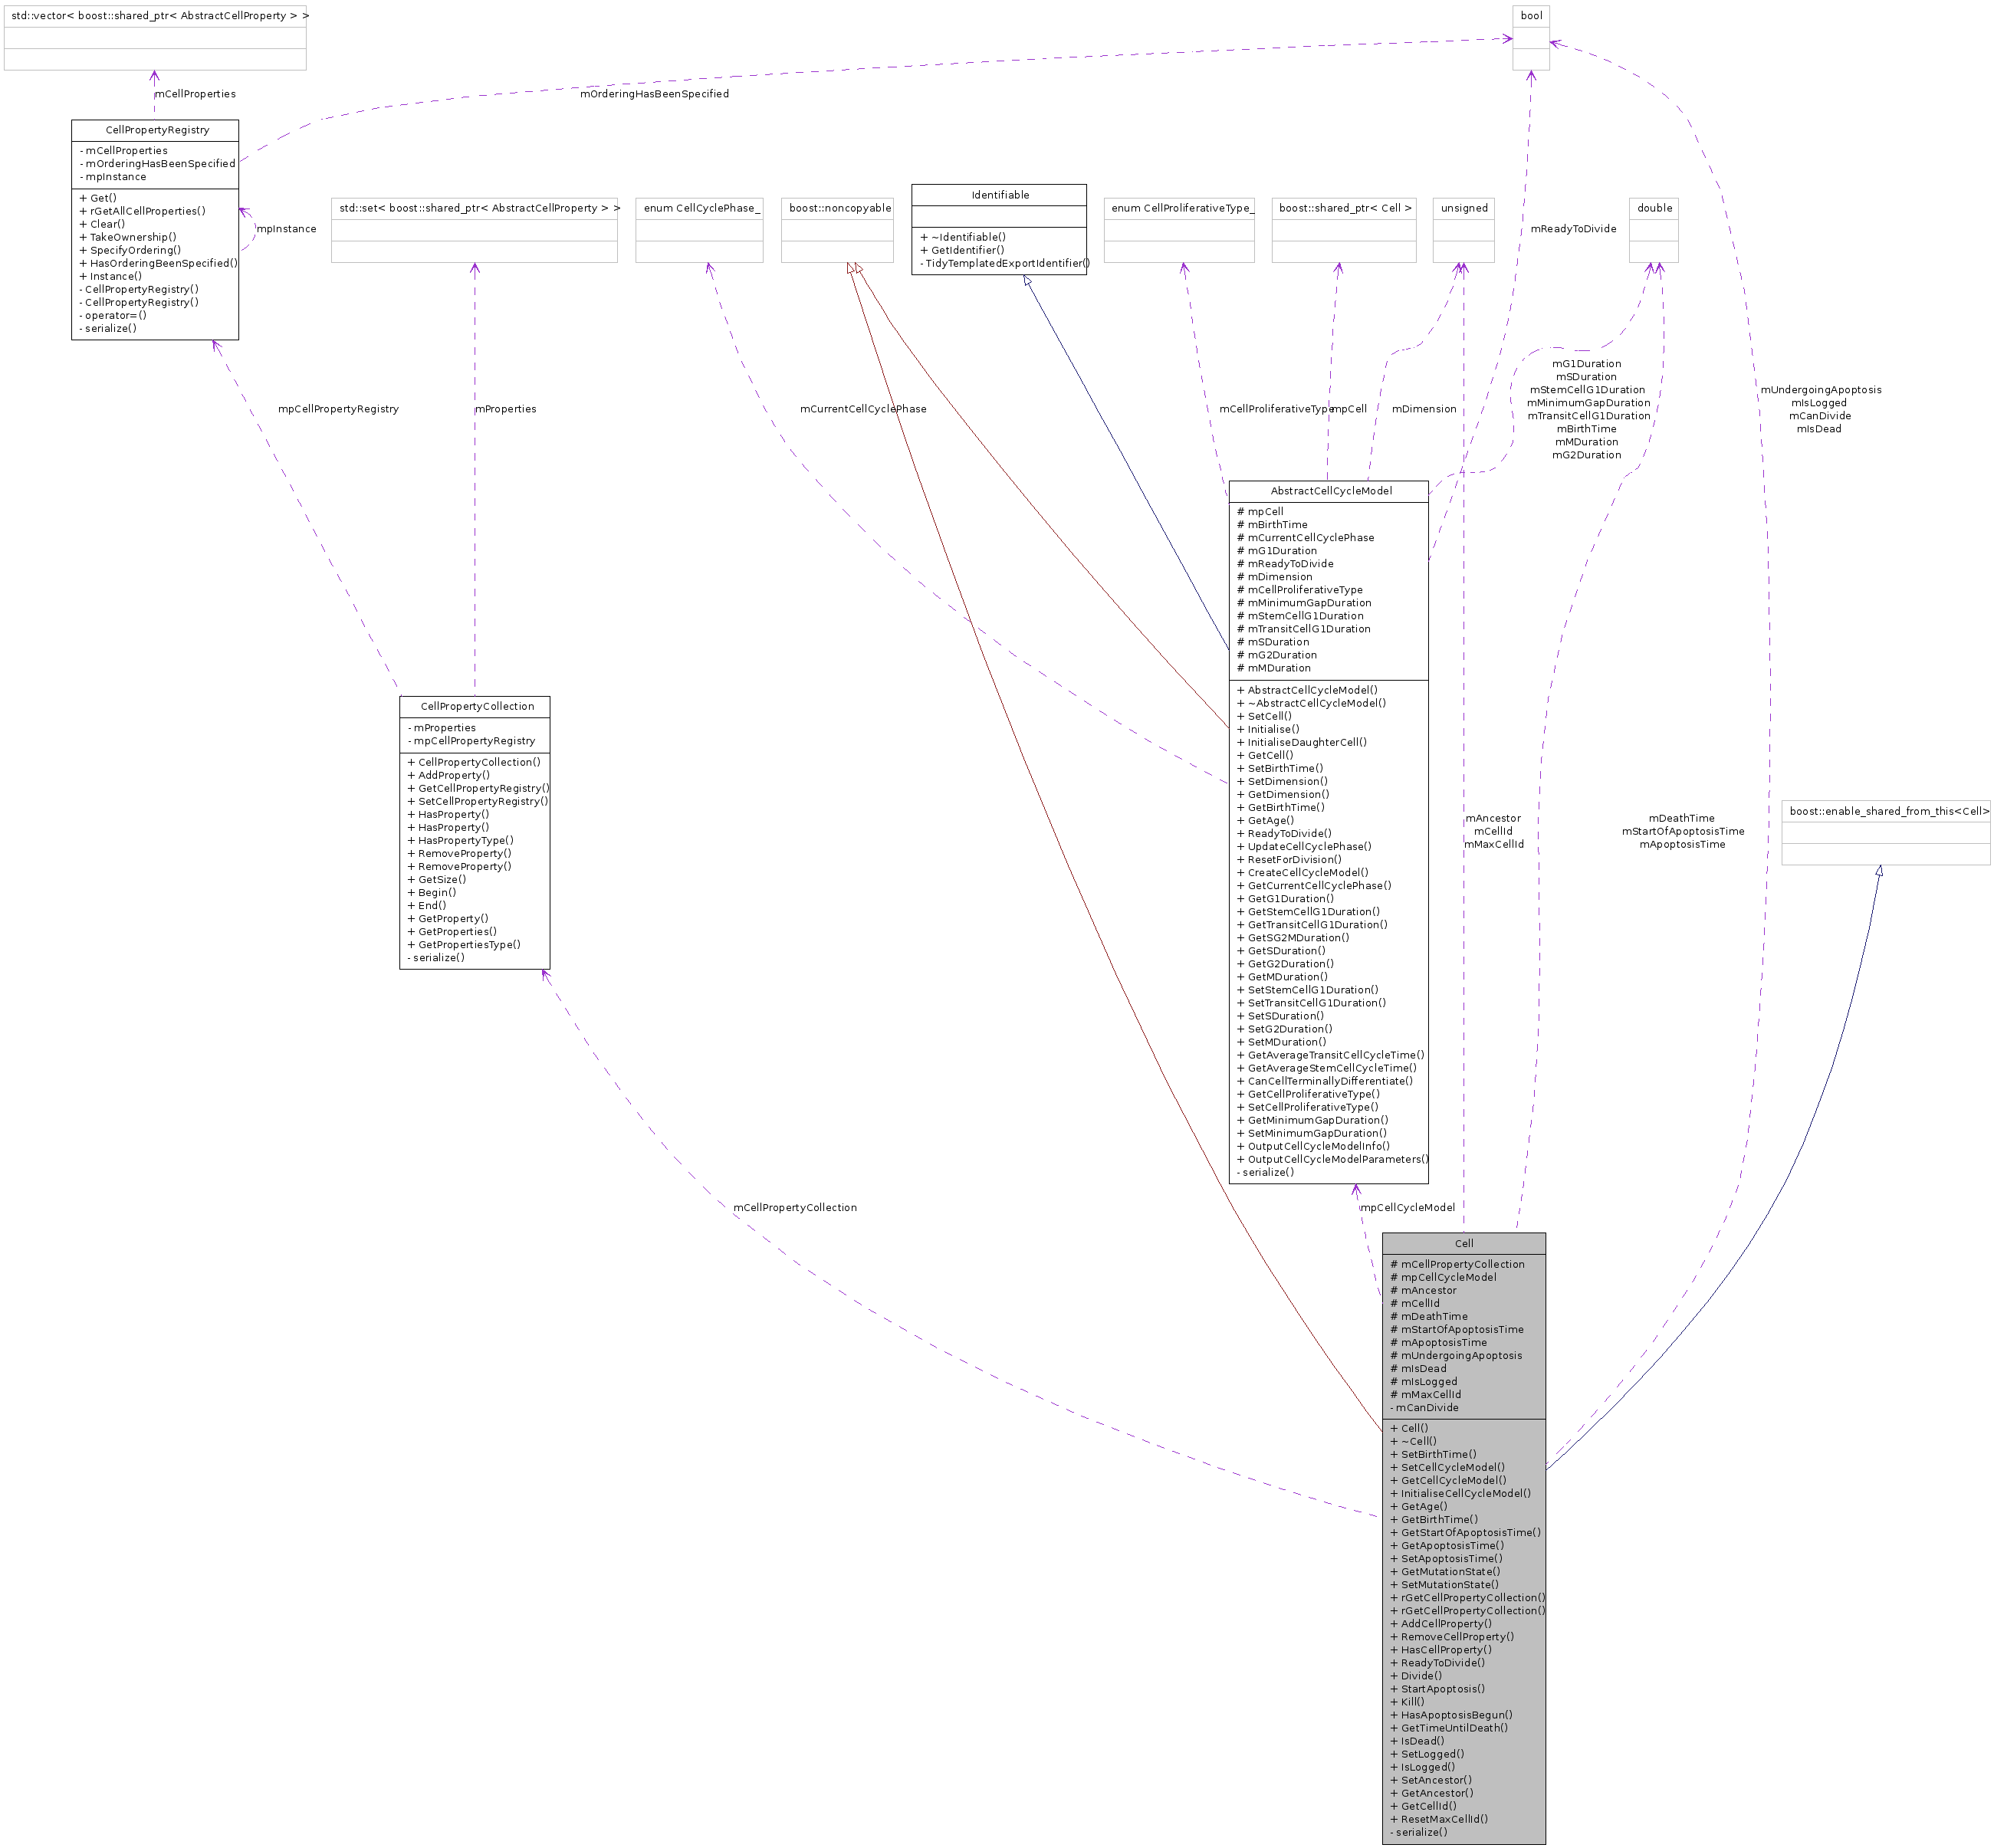 std::vector< boost::shared_ptr< AbstractCellProperty > >
bool
mCellProperties
mOrderingHasBeenSpecified
CellPropertyRegistry
- mCellProperties
- mOrderingHasBeenSpecified
- mpInstance
+ Get()
+ rGetAllCellProperties()
+ Clear()
+ TakeOwnership()
+ SpecifyOrdering()
+ HasOrderingBeenSpecified()
+ Instance()
- CellPropertyRegistry()
- CellPropertyRegistry()
- operator=()
- serialize()
mpInstance
std::set< boost::shared_ptr< AbstractCellProperty > >
enum CellCyclePhase_
boost::noncopyable
Identifiable
+ ~Identifiable()
+ GetIdentifier()
- TidyTemplatedExportIdentifier()
enum CellProliferativeType_
boost::shared_ptr< Cell >
unsigned
mReadyToDivide
double
mpCellPropertyRegistry
mProperties
mCurrentCellCyclePhase
mCellProliferativeType
mpCell
mDimension
mG1Duration
mSDuration
mStemCellG1Duration
mMinimumGapDuration
mTransitCellG1Duration
mBirthTime
mMDuration
mG2Duration
mUndergoingApoptosis
mIsLogged
mCanDivide
mIsDead
AbstractCellCycleModel
# mpCell
# mBirthTime
# mCurrentCellCyclePhase
# mG1Duration
# mReadyToDivide
# mDimension
# mCellProliferativeType
# mMinimumGapDuration
# mStemCellG1Duration
# mTransitCellG1Duration
# mSDuration
# mG2Duration
# mMDuration
+ AbstractCellCycleModel()
+ ~AbstractCellCycleModel()
+ SetCell()
+ Initialise()
+ InitialiseDaughterCell()
+ GetCell()
+ SetBirthTime()
+ SetDimension()
+ GetDimension()
+ GetBirthTime()
+ GetAge()
+ ReadyToDivide()
+ UpdateCellCyclePhase()
+ ResetForDivision()
+ CreateCellCycleModel()
+ GetCurrentCellCyclePhase()
+ GetG1Duration()
+ GetStemCellG1Duration()
+ GetTransitCellG1Duration()
+ GetSG2MDuration()
+ GetSDuration()
+ GetG2Duration()
+ GetMDuration()
+ SetStemCellG1Duration()
+ SetTransitCellG1Duration()
+ SetSDuration()
+ SetG2Duration()
+ SetMDuration()
+ GetAverageTransitCellCycleTime()
+ GetAverageStemCellCycleTime()
+ CanCellTerminallyDifferentiate()
+ GetCellProliferativeType()
+ SetCellProliferativeType()
+ GetMinimumGapDuration()
+ SetMinimumGapDuration()
+ OutputCellCycleModelInfo()
+ OutputCellCycleModelParameters()
- serialize()
CellPropertyCollection
- mProperties
- mpCellPropertyRegistry
+ CellPropertyCollection()
+ AddProperty()
+ GetCellPropertyRegistry()
+ SetCellPropertyRegistry()
+ HasProperty()
+ HasProperty()
+ HasPropertyType()
+ RemoveProperty()
+ RemoveProperty()
+ GetSize()
+ Begin()
+ End()
+ GetProperty()
+ GetProperties()
+ GetPropertiesType()
- serialize()
mAncestor
mCellId
mMaxCellId
mDeathTime
mStartOfApoptosisTime
mApoptosisTime
boost::enable_shared_from_this<Cell>
mCellPropertyCollection
mpCellCycleModel
Cell
# mCellPropertyCollection
# mpCellCycleModel
# mAncestor
# mCellId
# mDeathTime
# mStartOfApoptosisTime
# mApoptosisTime
# mUndergoingApoptosis
# mIsDead
# mIsLogged
# mMaxCellId
- mCanDivide
+ Cell()
+ ~Cell()
+ SetBirthTime()
+ SetCellCycleModel()
+ GetCellCycleModel()
+ InitialiseCellCycleModel()
+ GetAge()
+ GetBirthTime()
+ GetStartOfApoptosisTime()
+ GetApoptosisTime()
+ SetApoptosisTime()
+ GetMutationState()
+ SetMutationState()
+ rGetCellPropertyCollection()
+ rGetCellPropertyCollection()
+ AddCellProperty()
+ RemoveCellProperty()
+ HasCellProperty()
+ ReadyToDivide()
+ Divide()
+ StartApoptosis()
+ Kill()
+ HasApoptosisBegun()
+ GetTimeUntilDeath()
+ IsDead()
+ SetLogged()
+ IsLogged()
+ SetAncestor()
+ GetAncestor()
+ GetCellId()
+ ResetMaxCellId()
- serialize()